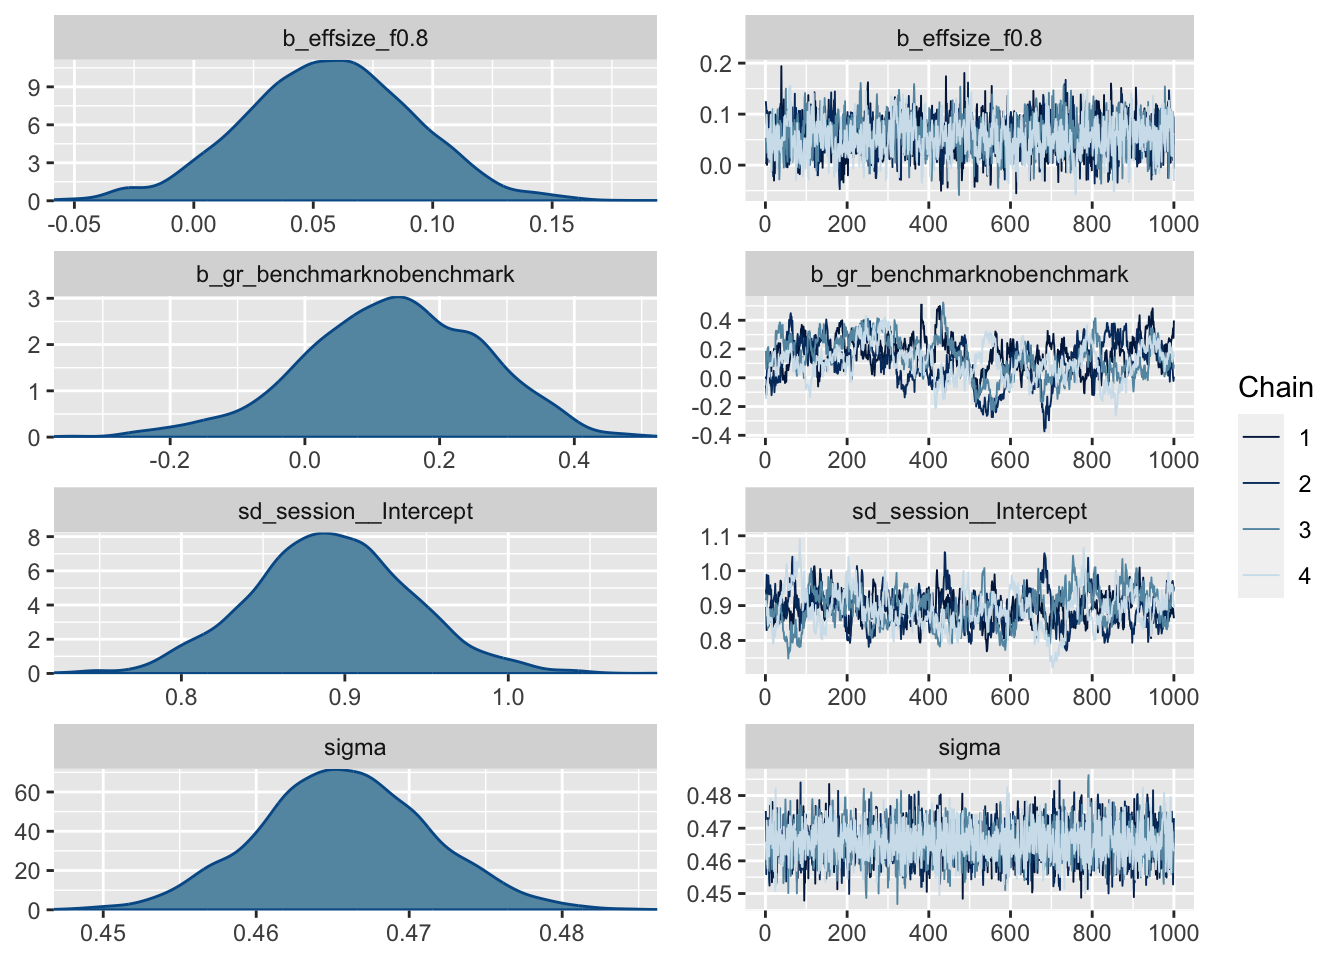 b_effsize_f0.8
b_effsize_f0.8
9
6
3
0
-0.05 0.00 0.05 0.10 0.15
0.2
0.1
0.0
0 200 400 600 800 1000
b_gr_benchmarknobenchmark
b_gr_benchmarknobenchmark
3
2
1
0
-0.2 0.0 0.2 0.4
0.4
0.2
0.0
-0.2
-0.4
0 200 400 600 800 1000
sd_session__Intercept
sd_session__Intercept
8
6
4
2
0
0.8 0.9 1.0
1.1
1.0
0.9
0.8
0 200 400 600 800 1000
sigma
sigma
60
40
20
0
0.45 0.46 0.47 0.48
0.48
0.47
0.46
0.45
0 200 400 600 800 1000
Chain
1
2
3
4